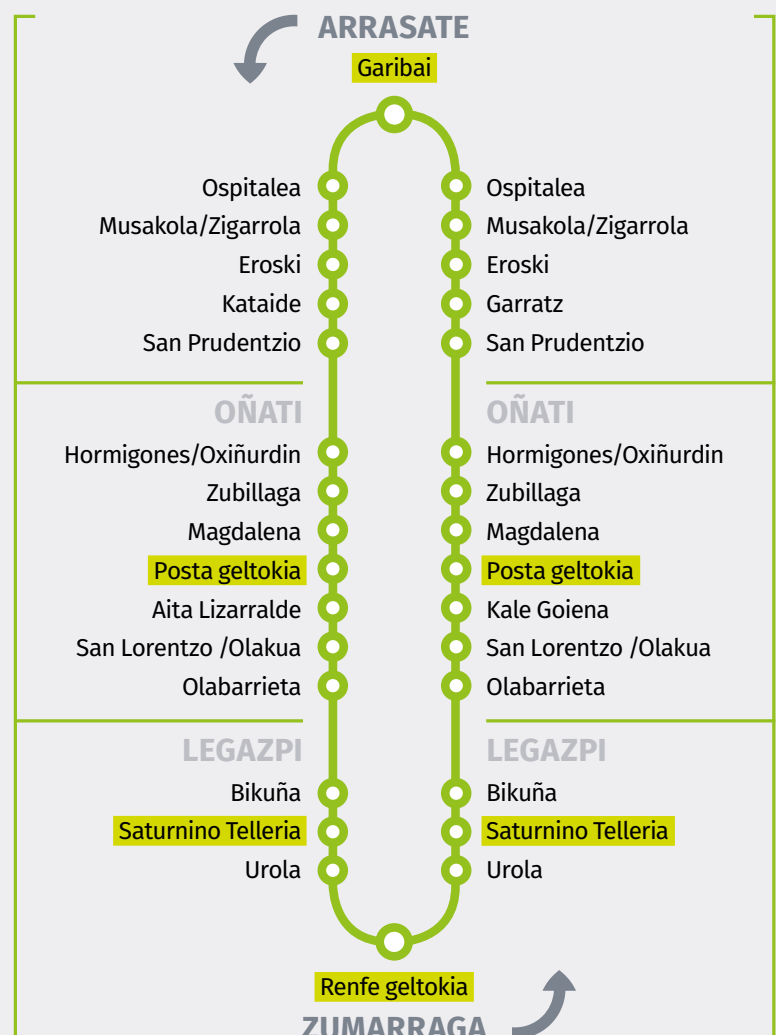 ARRASATE
Garibai
Ospitalea
Musakola/Zigarrola
Eroski
Kataide
San Prudentzio
OÑATI
Hormigones/Oxiñurdin
Zubillaga
Magdalena
Posta geltokia
Aita Lizarralde
San Lorentzo /Olakua
Olabarrieta
LEGAZPI
Bikuña
Saturnino Telleria
Urola
Ospitalea
Musakola/Zigarrola
Eroski
Garratz
San Prudentzio
OÑATI
Hormigones/Oxiñurdin
Zubillaga
Magdalena
Posta geltokia
Kale Goiena
San Lorentzo /Olakua
Olabarrieta
LEGAZPI
Bikuña
Saturnino Telleria
Urola
Renfe geltokia
ZUMARRAGA